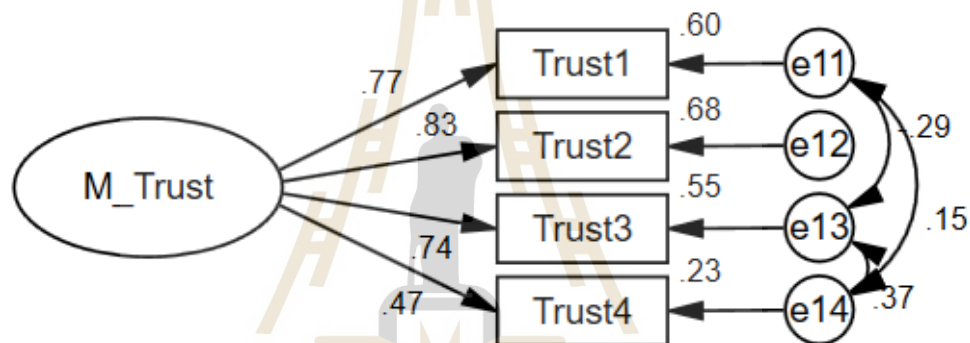 .60
Trust1
e11
.77
.68
-.29
.83
Trust2
e12
M_Trust
.55
Trust3
e13
.15
.74
.23
.47
Trust4
e14
.37